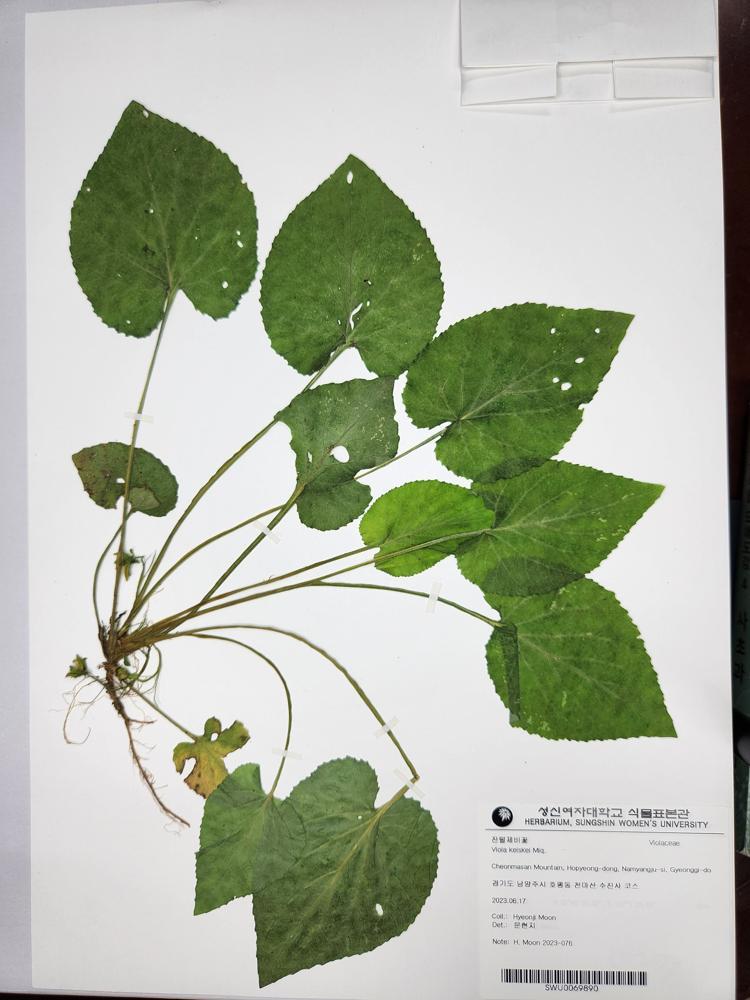 성신여자대학교 식물표본관
HERBARIUM, SUNGSHIN WOMEN'S UNIVERSITY
잔털제비꽃 Violaceae
Viola keiskei Miq.
Cheonmasan Mountain, Hopyeong-dong, Namyangju-si, Gyeonggi-do
경기도 남양주시 호평동 천마산 수진사 코스
2023.06.17
Coll.: Hyeonji Moon
Det.: 문현지
Note: H. Moon 2023-076
SWU0069890